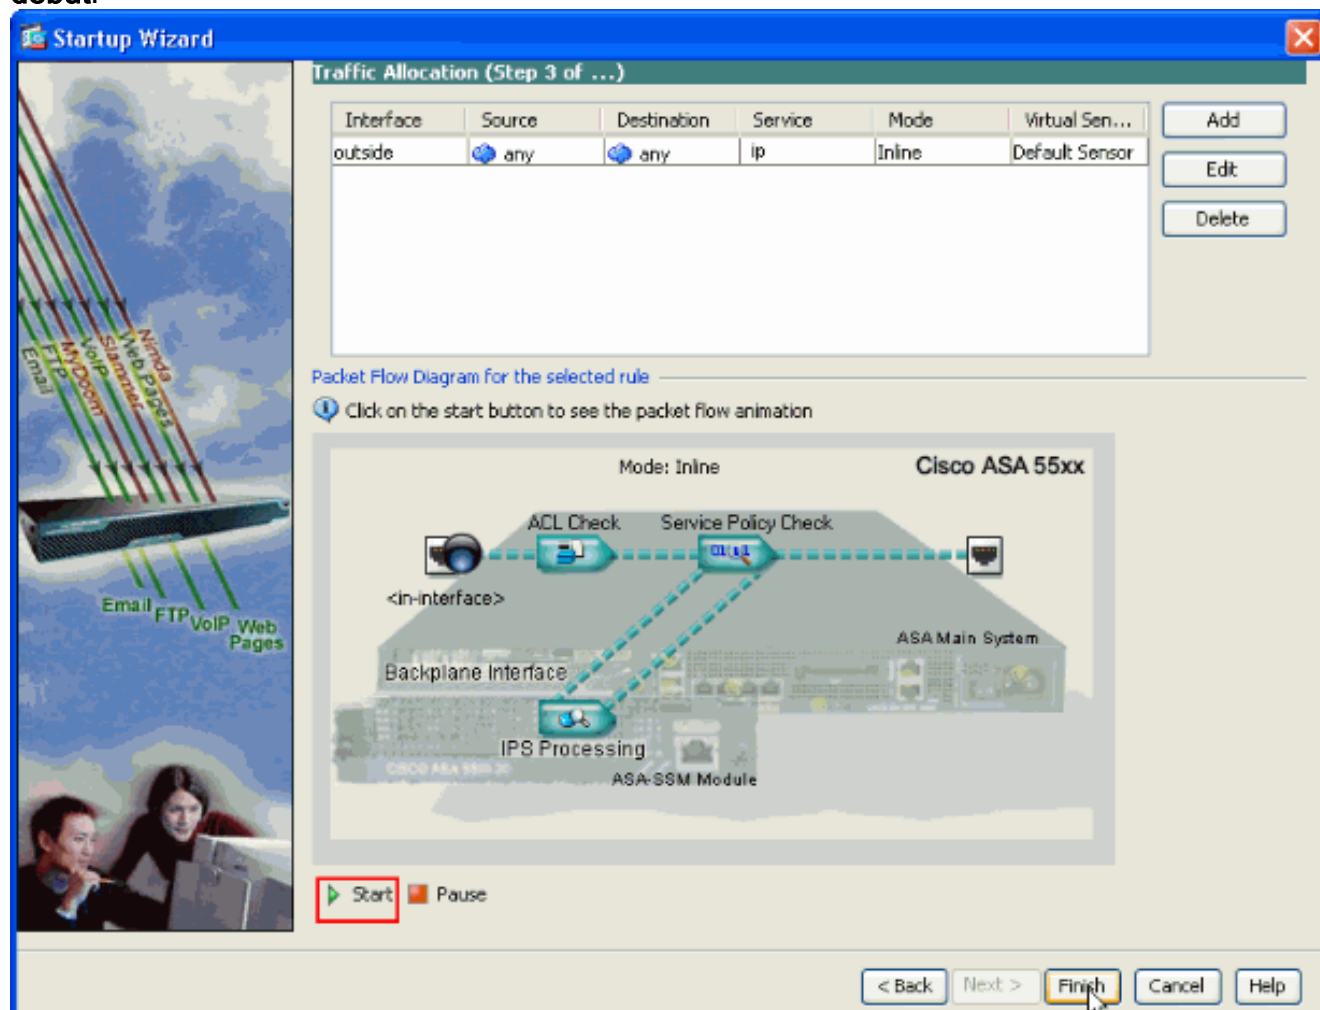 début.
Startup Wizard
Traffic Allocation (Step 3 of ...)
Interface Source Destination Service Mode Virtual Sen...
outside any any ip Inline Default Sensor
Add
Edit
Delete
Packet Flow Diagram for the selected rule
Click on the start button to see the packet flow animation
Mode: Inline
Cisco ASA 55xx
ACL Check Service Policy Check
<in-interface>
ASA Main System
Backplane Interface
IPS Processing
ASA-SSM Module
Start Pause
Email
FTP
MyDoom
VoIP
Slammer
Web Pages
Nimda
Email
FTP
VoIP
Web
Pages
< Back Next > Finish Cancel Help